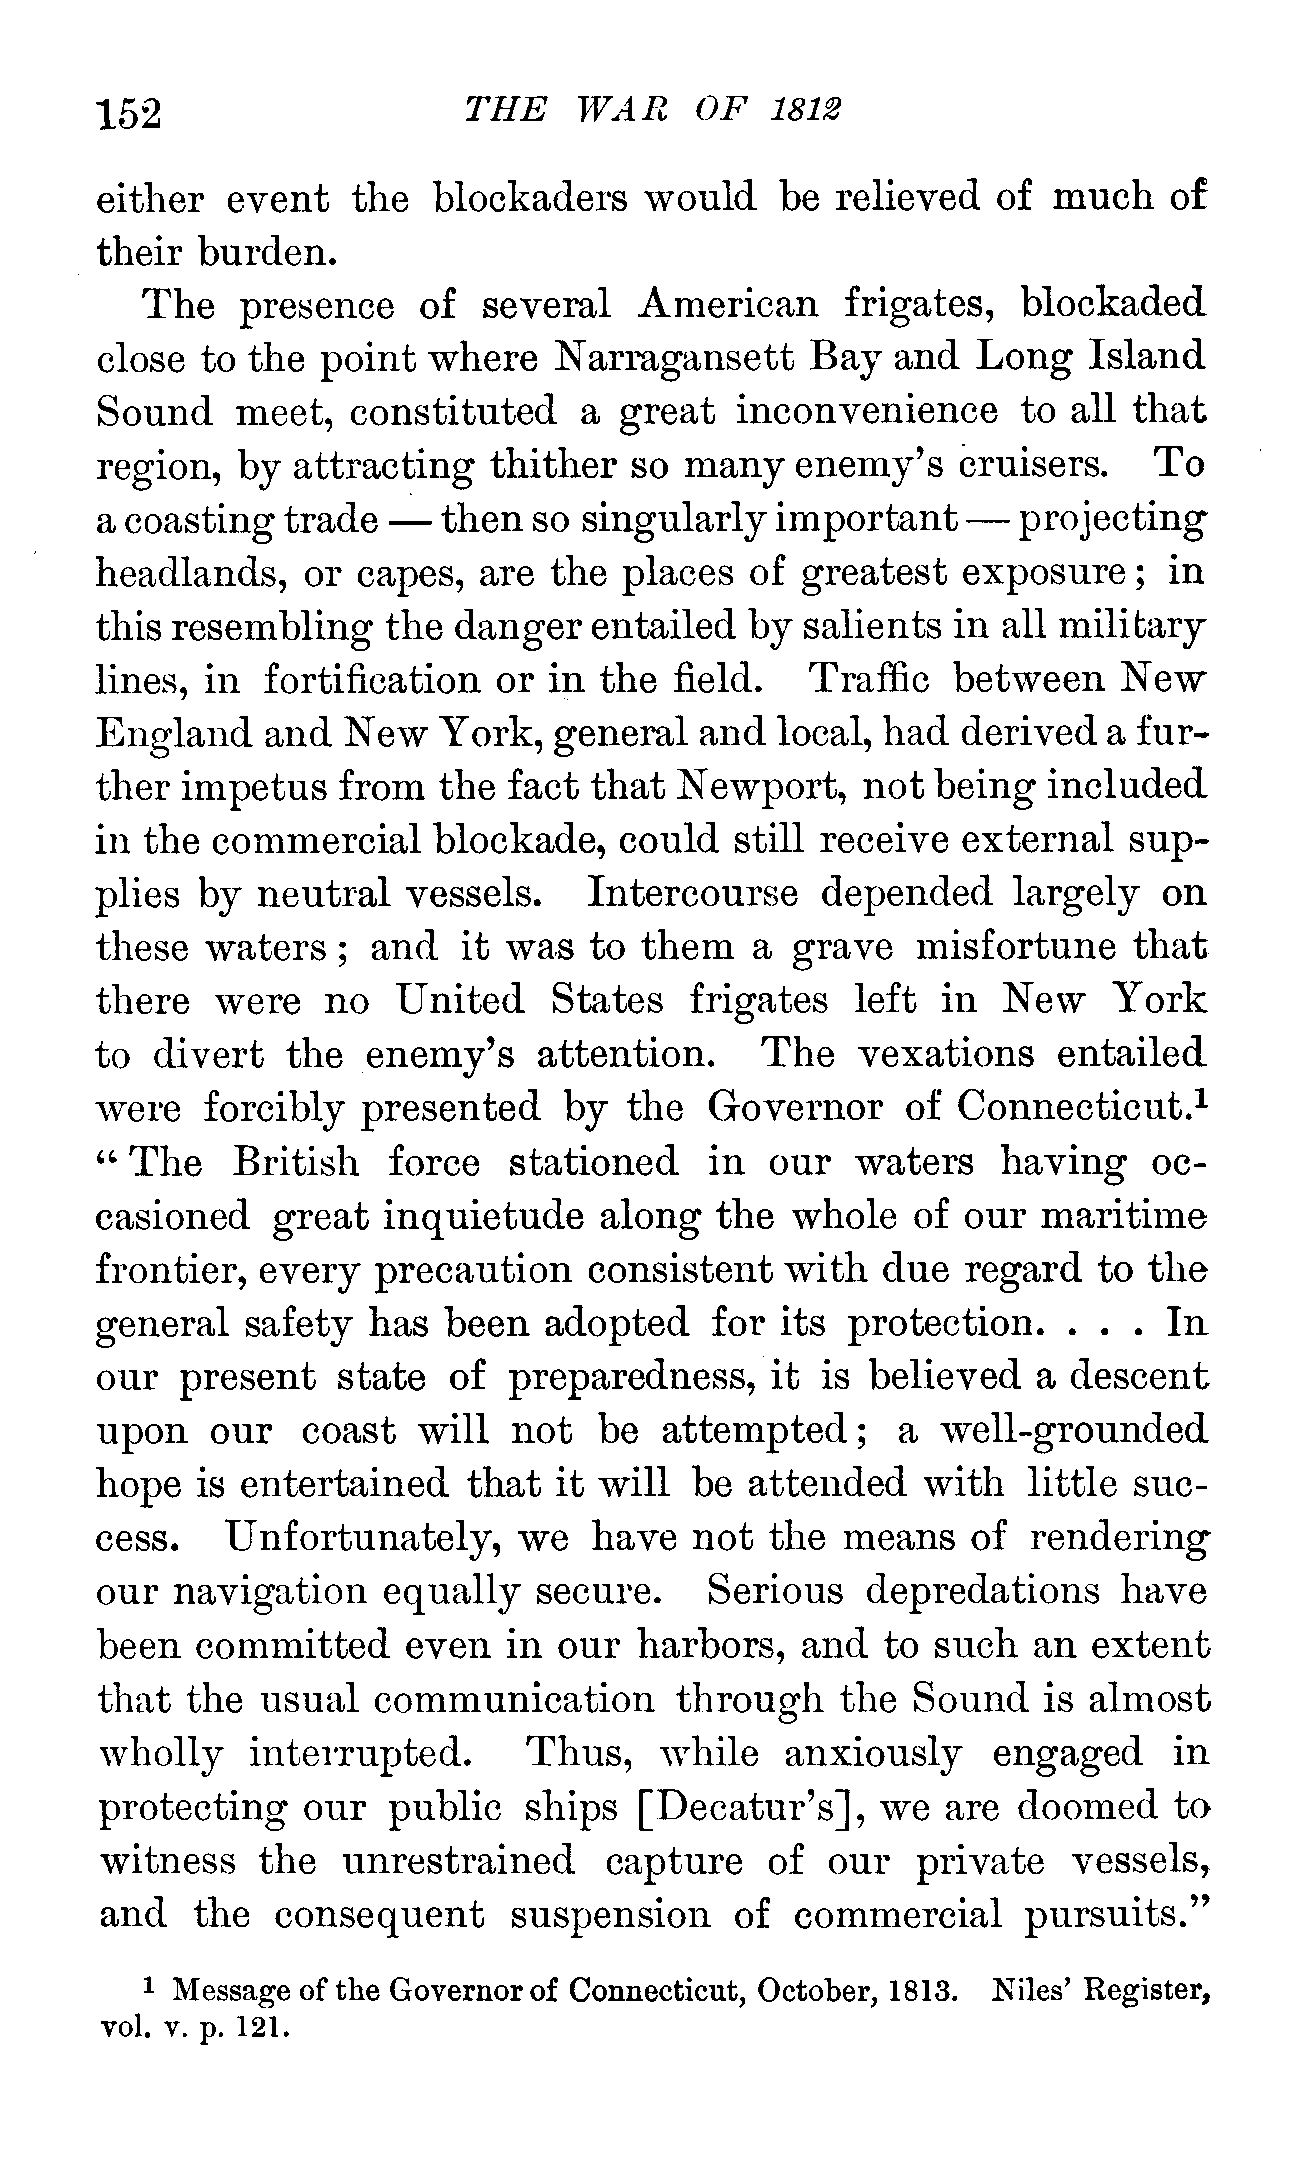 152 THE WAR OF 1812
either event the blockaders would be relieved of much of
their burden.
The presence of several American frigates, blockaded
close to the point where Narragansett Bay and Long Island
Sound meet, constituted a great inconvenience to all that
region, by attracting thither so many enemy's cruisers. To
a coasting trade — then so singularly important — projecting
headlands, or capes, are the places of greatest exposure; in
this resembling the danger entailed by salients in all military
lines, in fortification or in the field. Traffic between New
England and New York, general and local, had derived a fur-
ther impetus from the fact that Newport, not being included
in the commercial blockade, could still receive external sup-
plies by neutral vessels. Intercourse depended largely on
these waters; and it was to them a grave misfortune that
there were no United States frigates left in New York
to divert the enemy's attention. The vexations entailed
were forcibly presented by the Governor of Connecticut.¹
“The British force stationed in our waters having oc-
casioned great inquietude along the whole of our maritime
frontier, every precaution consistent with due regard to the
general safety has been adopted for its protection. . . . In
our present state of preparedness, it is believed a descent
upon our coast will not be attempted; a well-grounded
hope is entertained that it will be attended with little suc-
cess. Unfortunately, we have not the means of rendering
our navigation equally secure. Serious depredations have
been committed even in our harbors, and to such an extent
that the usual communication through the Sound is almost
wholly interrupted. Thus, while anxiously engaged in
protecting our public ships [Decatur's], we are doomed to
witness the unrestrained capture of our private vessels,
and the consequent suspension of commercial pursuits.”
¹ Message of the Governor of Connecticut, October, 1813. Niles' Register,
vol. v. p. 121.